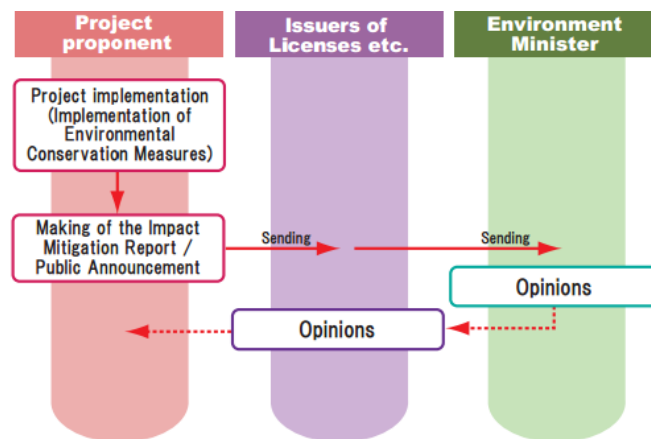 Project
proponent
Issuers of
Licenses etc.
Environment
Minister
Project implementation
(Implementation of
Environmental
Conservation Measures)
Making of the Impact
Mitigation Report /
Public Announcement
Sending
Sending
Opinions
Opinions